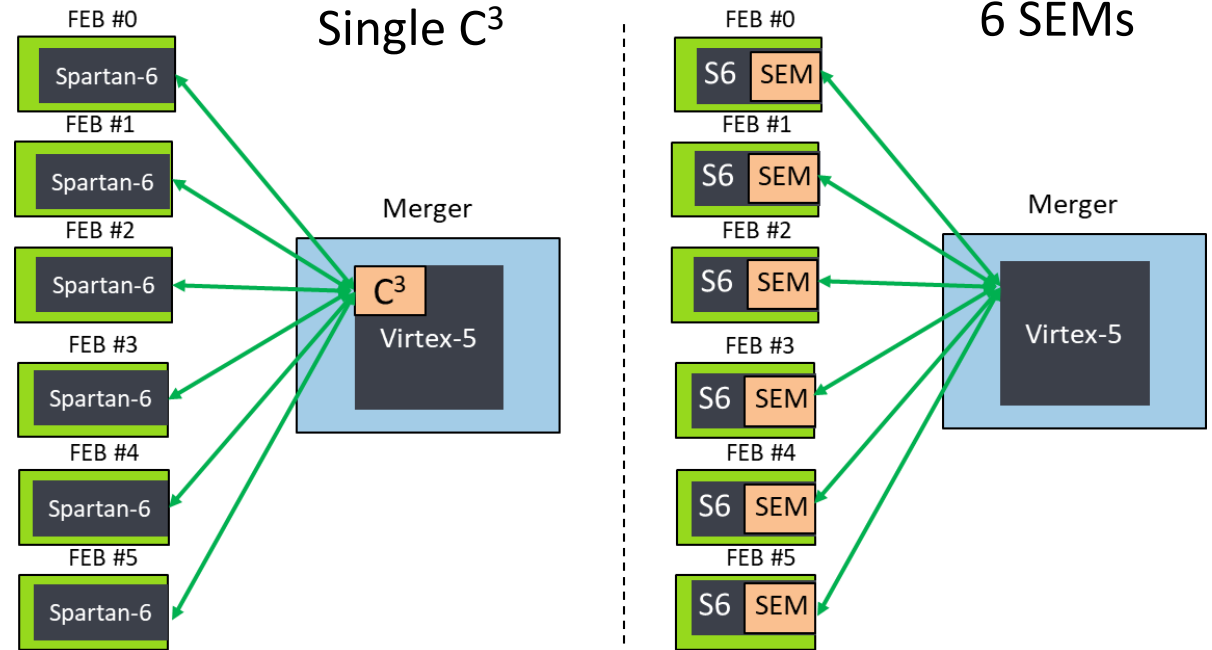 Single C³
FEB #0
Spartan-6
FEB #1
Spartan-6
FEB #2
Spartan-6
FEB #3
Spartan-6
FEB #4
Spartan-6
FEB #5
Spartan-6
Merger
C³
Virtex-5
6 SEMs
FEB #0
S6 SEM
FEB #1
S6 SEM
FEB #2
S6 SEM
FEB #3
S6 SEM
FEB #4
S6 SEM
FEB #5
S6 SEM
Merger
Virtex-5